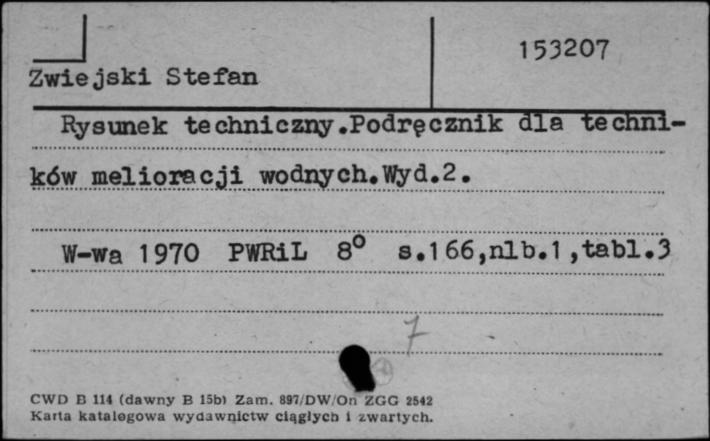 153207
Zwiejski Stefan
Rysunek techniczny.Podręcznik dla techni-
ków melioracji wodnych.Wyd.2.
W-wa 1970 PWRiL 8° s.166,nlb.1,tabl.3
7
CWD B 114 (dawny B 15b) Zam. 897/DW/On ZGG 2542
Karta katalogowa wydawnictw ciągłych i zwartych.